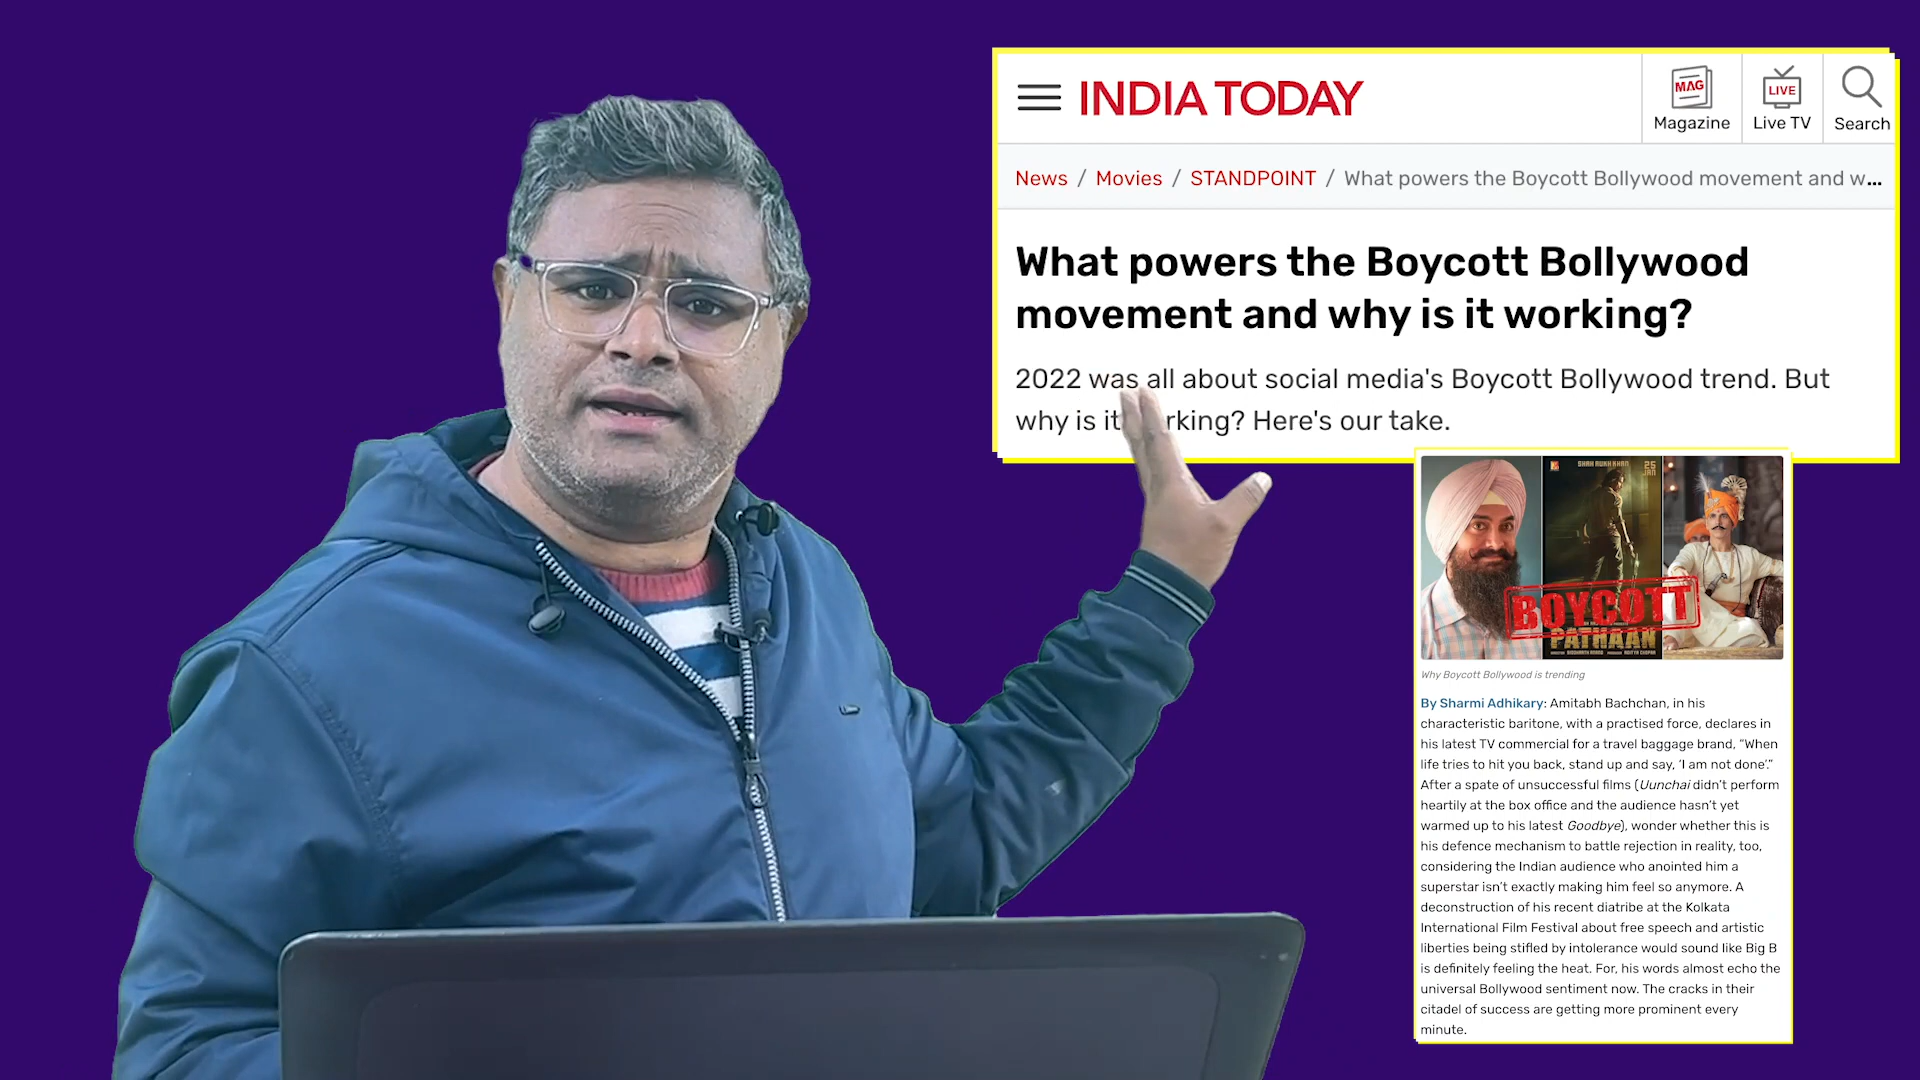 INDIA TODAY
MAG
Magazine
LIVE
Live TV
Search
News / Movies / STANDPOINT / What powers the Boycott Bollywood movement and w...
What powers the Boycott Bollywood
movement and why is it working?
2022 was all about social media's Boycott Bollywood trend. But
why is it rking? Here's our take.
SHAH RUKH KHAN
25
JAN
BOYCOTT
PATHAAN
Why Boycott Bollywood is trending
By Sharmi Adhikary: Amitabh Bachchan, in his
characteristic baritone, with a practised force, declares in
his latest TV commercial for a travel baggage brand, “When
life tries to hit you back, stand up and say, ‘I am not done’.”
After a spate of unsuccessful films (Uunchai didn’t perform
heartily at the box office and the audience hasn’t yet
warmed up to his latest Goodbye), wonder whether this is
his defence mechanism to battle rejection in reality, too,
considering the Indian audience who anointed him a
superstar isn’t exactly making him feel so anymore. A
deconstruction of his recent diatribe at the Kolkata
International Film Festival about free speech and artistic
liberties being stifled by intolerance would sound like Big B
is definitely feeling the heat. For, his words almost echo the
universal Bollywood sentiment now. The cracks in their
citadel of success are getting more prominent every
minute.